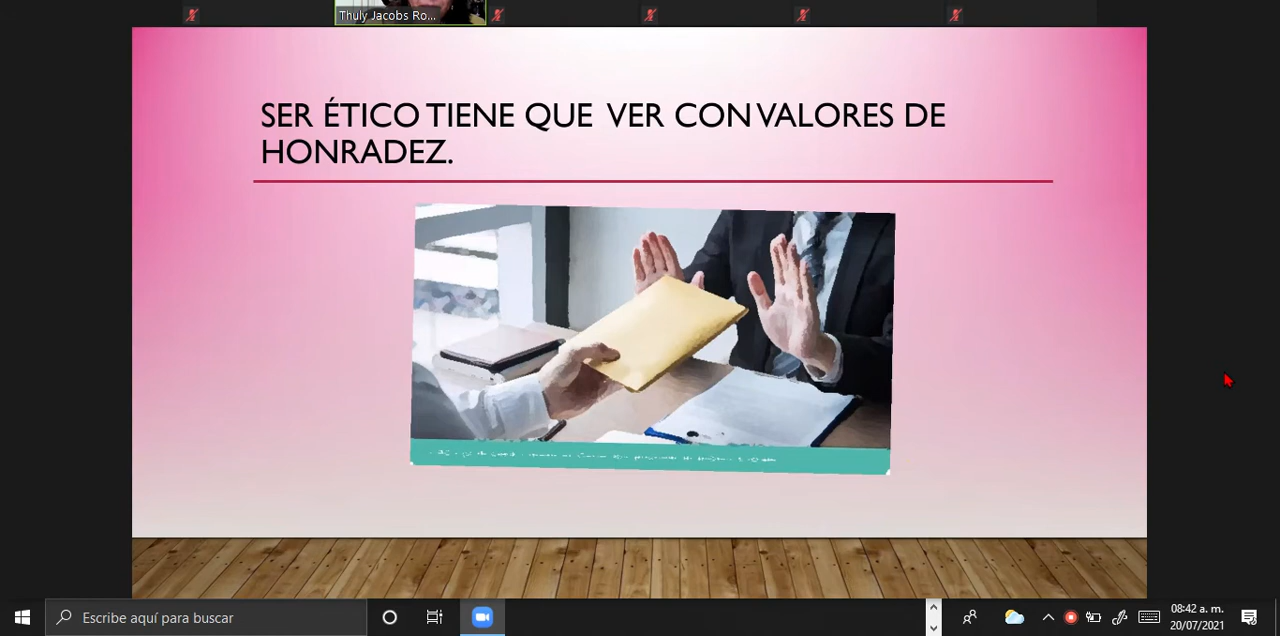 Thuly Jacobs Ro...
SER ÉTICO TIENE QUE VER CON VALORES DE
HONRADEZ.
Escribe aquí para buscar
08:42 a. m.
20/07/2021